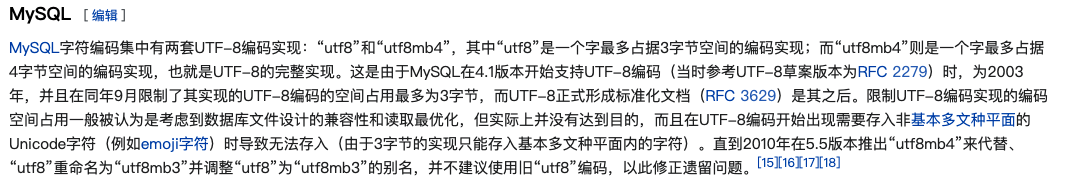 MySQL [编辑]
MySQL字符编码集中有两套UTF-8编码实现：“utf8”和“utf8mb4”，其中“utf8”是一个字最多占据3字节空间的编码实现；而“utf8mb4”则是一个字最多占据
4字节空间的编码实现，也就是UTF-8的完整实现。这是由于MySQL在4.1版本开始支持UTF-8编码（当时参考UTF-8草案版本为RFC 2279）时，为2003
年，并且在同年9月限制了其实现的UTF-8编码的空间占用最多为3字节，而UTF-8正式形成标准化文档（RFC 3629）是其之后。限制UTF-8编码实现的编码
空间占用一般被认为是考虑到数据库文件设计的兼容性和读取最优化，但实际上并没有达到目的，而且在UTF-8编码开始出现需要存入非基本多文种平面的
Unicode字符（例如emoji字符）时导致无法存入（由于3字节的实现只能存入基本多文种平面内的字符）。直到2010年在5.5版本推出“utf8mb4”来代替、
“utf8”重命名为“utf8mb3”并调整“utf8”为“utf8mb3”的别名，并不建议使用旧“utf8”编码，以此修正遗留问题。[15][16][17][18]